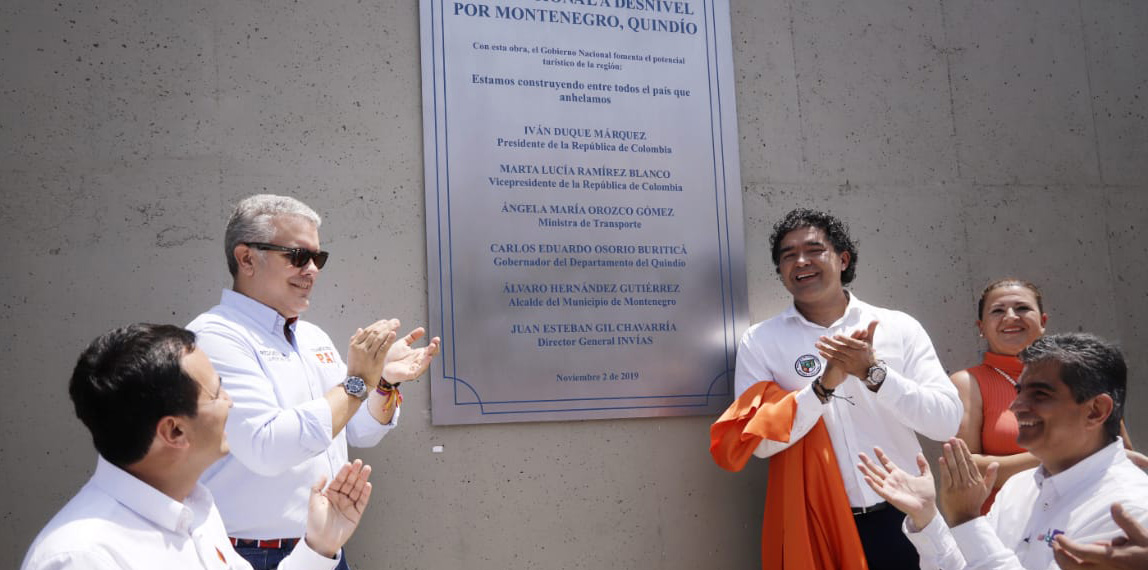 A DESNIVEL
POR MONTENEGRO, QUINDÍO
Con esta obra, el Gobierno Nacional fomenta el potencial
turístico de la región:
Estamos construyendo entre todos el país que
anhelamos
IVÁN DUQUE MÁRQUEZ
Presidente de la República de Colombia
MARTA LUCÍA RAMÍREZ BLANCO
Vicepresidente de la República de Colombia
ÁNGELA MARÍA OROZCO GÓMEZ
Ministra de Transporte
CARLOS EDUARDO OSORIO BURITICÁ
Gobernador del Departamento del Quindío
ÁLVARO HERNÁNDEZ GUTIÉRREZ
Alcalde del Municipio de Montenegro
JUAN ESTEBAN GIL CHAVARRÍA
Director General INVÍAS
Noviembre 2 de 2019